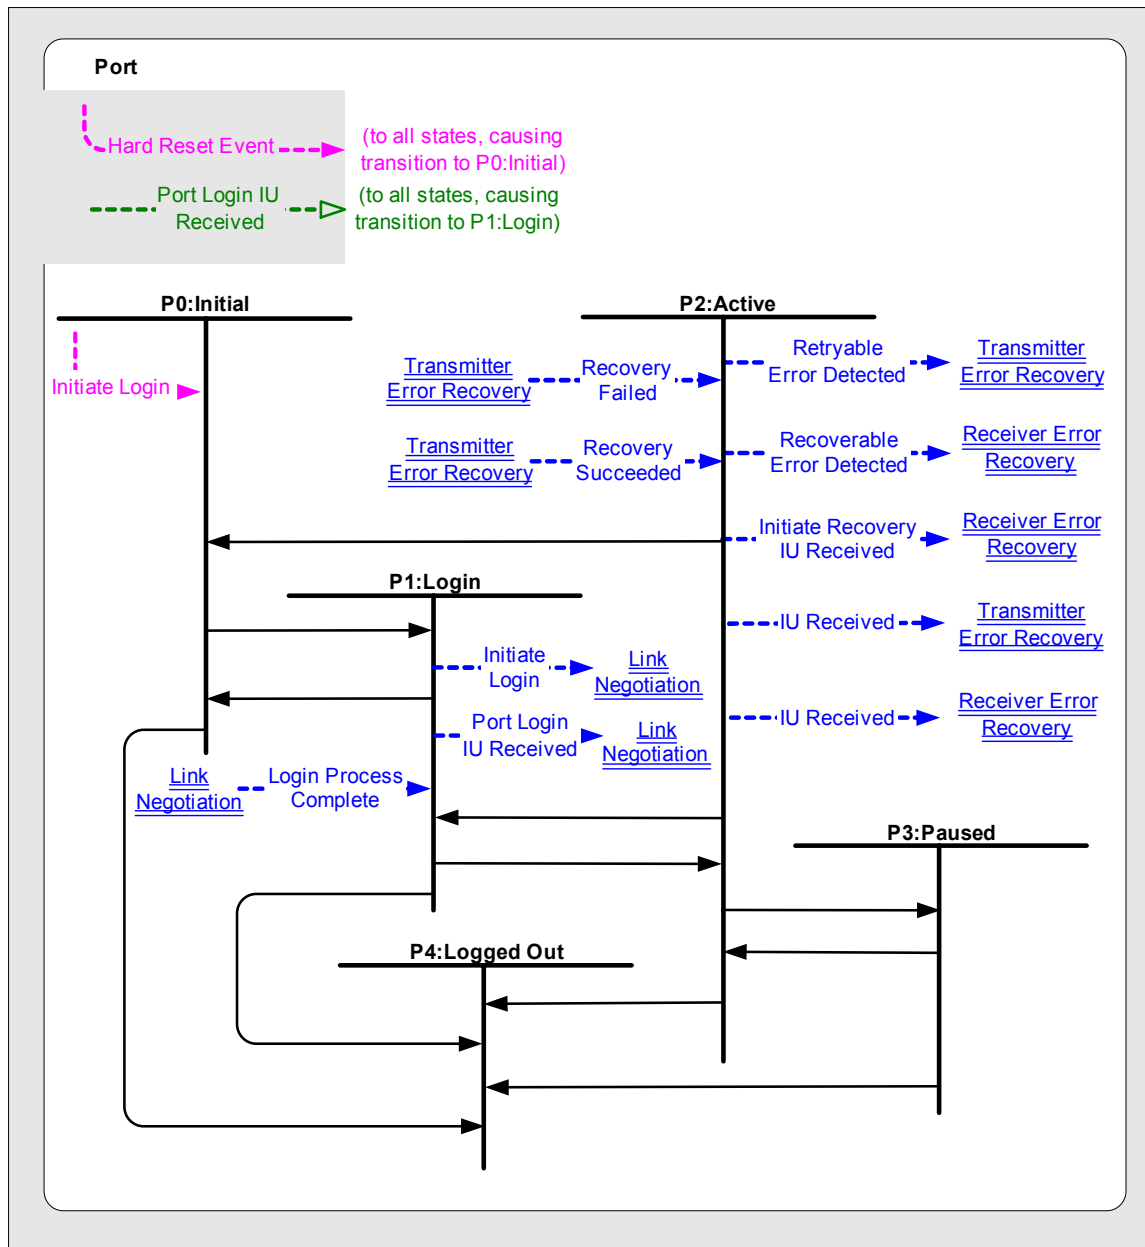 Port
Hard Reset Event
(to all states, causing
transition to P0:Initial)
Port Login IU
Received
(to all states, causing
transition to P1:Login)
P0:Initial
Initiate Login
P2:Active
Transmitter
Error Recovery
Recovery
Failed
Retryable
Error Detected
Transmitter
Error Recovery
Transmitter
Error Recovery
Recovery
Succeeded
Recoverable
Error Detected
Receiver Error
Recovery
Initiate Recovery
IU Received
Receiver Error
Recovery
P1:Login
IU Received
Transmitter
Error Recovery
Initiate
Login
Link
Negotiation
Port Login
IU Received
Link
Negotiation
IU Received
Receiver Error
Recovery
Link
Negotiation
Login Process
Complete
P3:Paused
P4:Logged Out